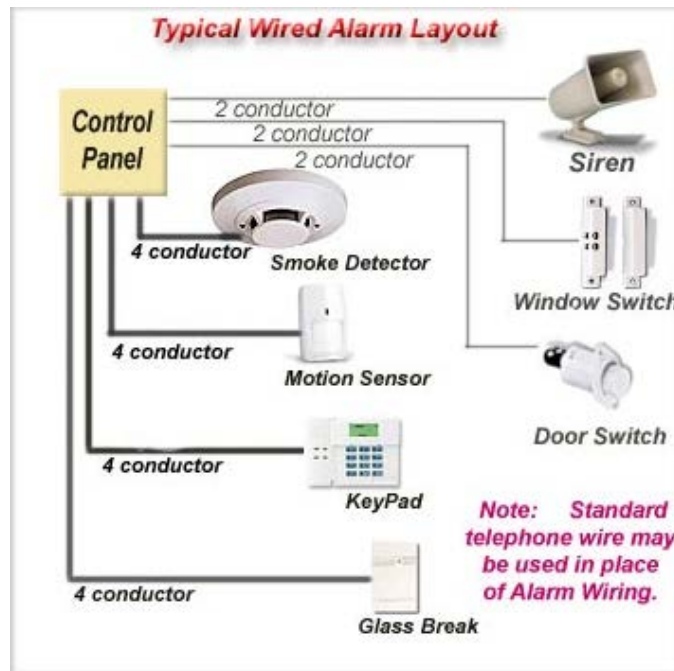 Typical Wired Alarm Layout
Control
Panel
2 conductor
2 conductor
2 conductor
Siren
4 conductor
Smoke Detector
Window Switch
4 conductor
Motion Sensor
Door Switch
4 conductor
KeyPad
Note: Standard
telephone wire may
be used in place
of Alarm Wiring.
4 conductor
Glass Break